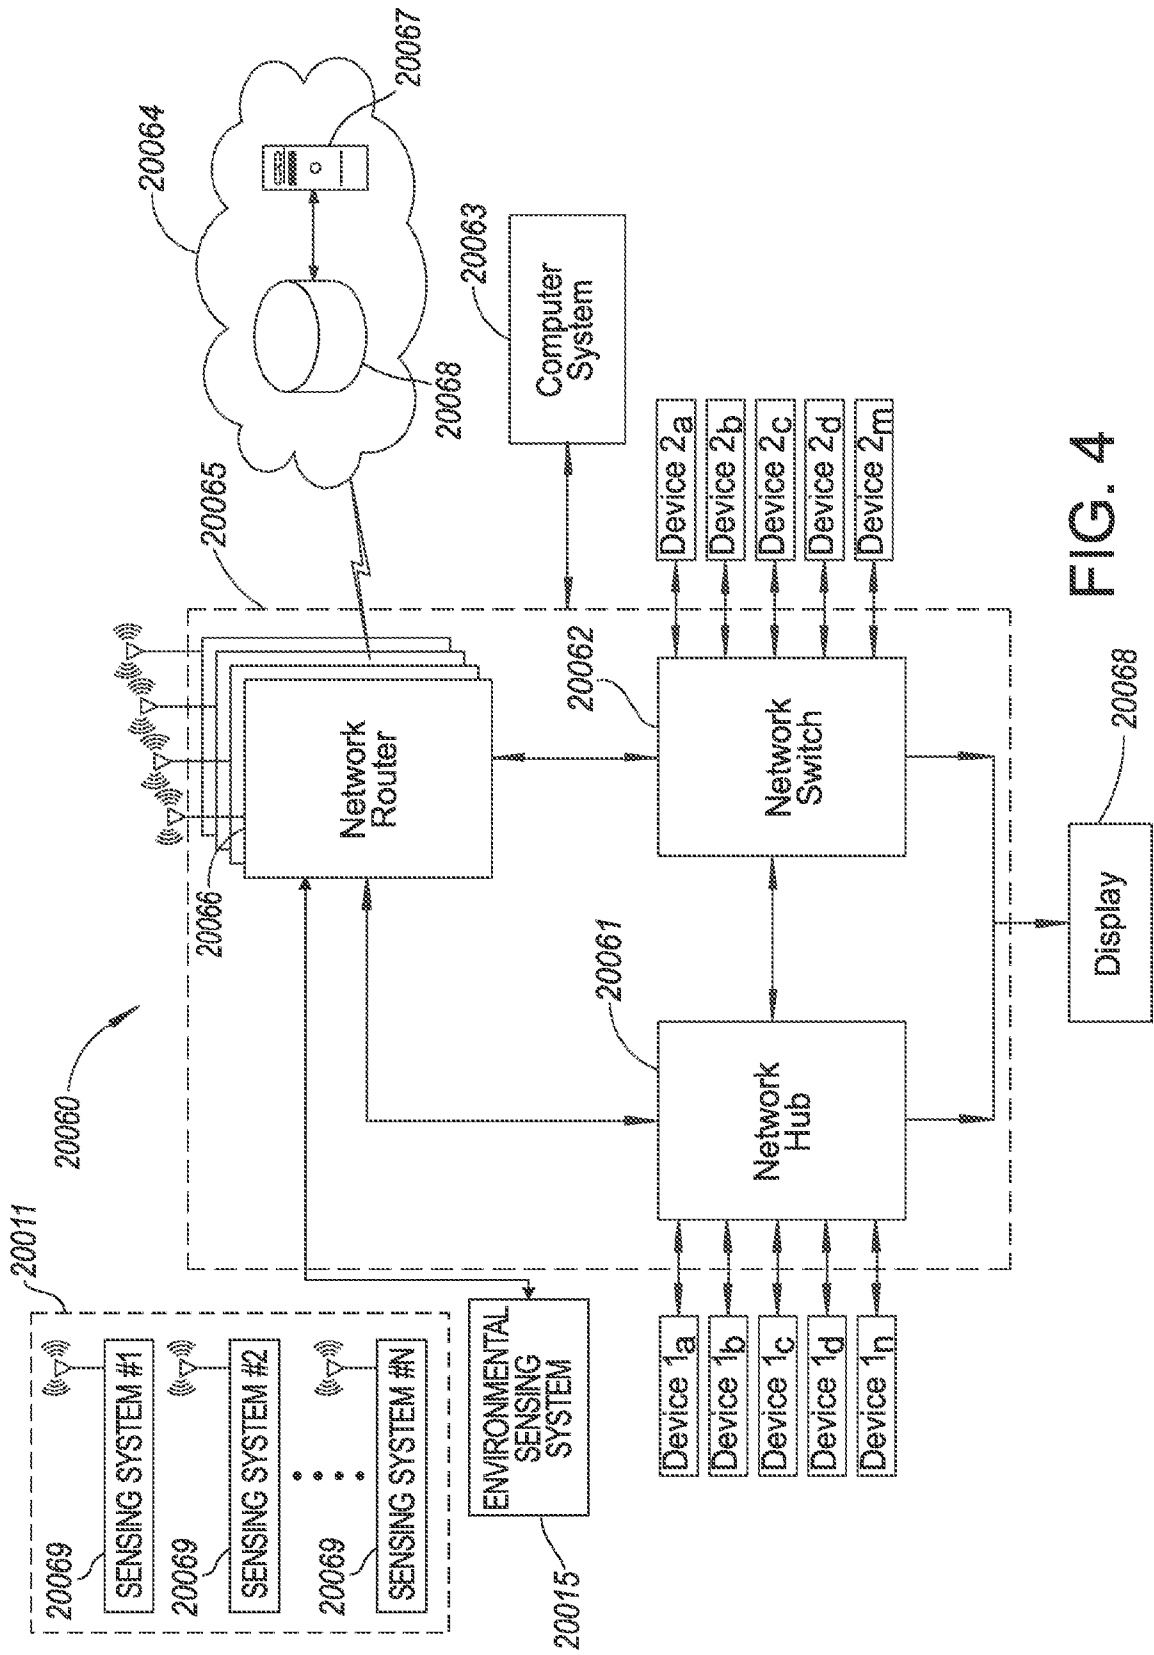 20011
20069
SENSING SYSTEM #1
20069
SENSING SYSTEM #2
20069
SENSING SYSTEM #N
20015
ENVIRONMENTAL
SENSING
SYSTEM
20060
20065
20066
Network
Router
20064
20067
20068
20063
Computer
System
20061
Network
Hub
20062
Network
Switch
Device 1a
Device 1b
Device 1c
Device 1d
Device 1n
Device 2a
Device 2b
Device 2c
Device 2d
Device 2m
Display
20068
FIG. 4